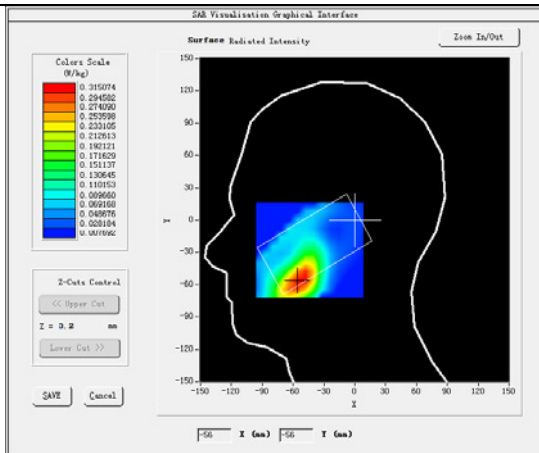 SAR Visualisation Graphical Interface
Surface Radiated Intensity
Zoom In/Out
Colors Scale
(W/kg)
0.315074
0.294582
0.274090
0.253598
0.233105
0.212613
0.192121
0.171629
0.151137
0.130645
0.110153
0.089660
0.069168
0.048676
0.028184
0.007692
150
120
90
60
30
0
-30
-60
-90
-120
-150
Y
-150 -120 -90 -60 -30 0 30 60 90 120 150
X
Z-Cuts Control
<< Upper Cut
Z = 0.2 mm
Lower Cut >>
SAVE Cancel
-56 X (mm) -56 Y (mm)